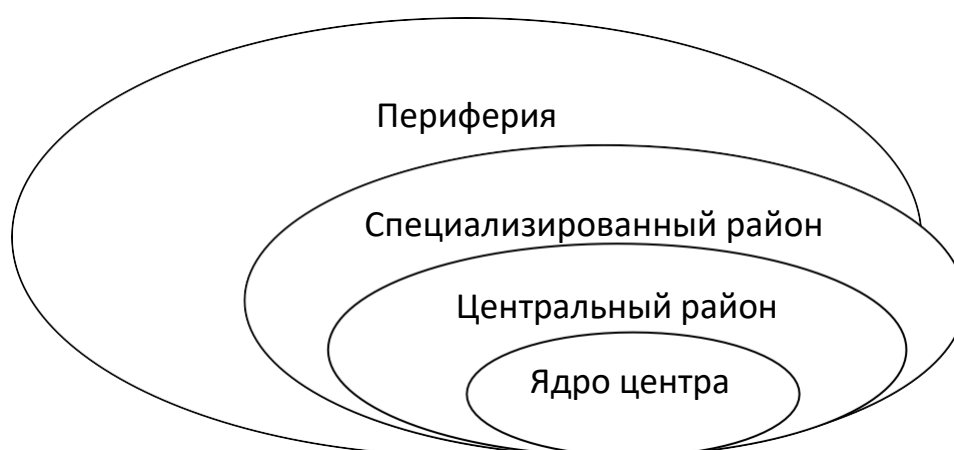 Периферия
Специализированный район
Центральный район
Ядро центра